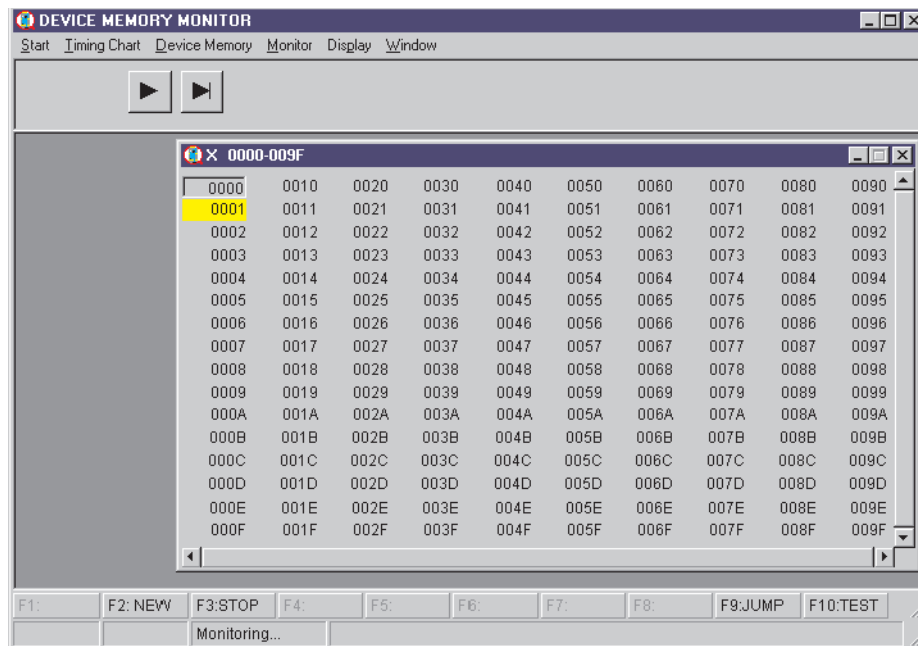 DEVICE MEMORY MONITOR
Start Timing Chart Device Memory Monitor Display Window
X 0000-009F
0000 0010 0020 0030 0040 0050 0060 0070 0080 0090
0001 0011 0021 0031 0041 0051 0061 0071 0081 0091
0002 0012 0022 0032 0042 0052 0062 0072 0082 0092
0003 0013 0023 0033 0043 0053 0063 0073 0083 0093
0004 0014 0024 0034 0044 0054 0064 0074 0084 0094
0005 0015 0025 0035 0045 0055 0065 0075 0085 0095
0006 0016 0026 0036 0046 0056 0066 0076 0086 0096
0007 0017 0027 0037 0047 0057 0067 0077 0087 0097
0008 0018 0028 0038 0048 0058 0068 0078 0088 0098
0009 0019 0029 0039 0049 0059 0069 0079 0089 0099
000A 001A 002A 003A 004A 005A 006A 007A 008A 009A
000B 001B 002B 003B 004B 005B 006B 007B 008B 009B
000C 001C 002C 003C 004C 005C 006C 007C 008C 009C
000D 001D 002D 003D 004D 005D 006D 007D 008D 009D
000E 001E 002E 003E 004E 005E 006E 007E 008E 009E
000F 001F 002F 003F 004F 005F 006F 007F 008F 009F
F1: F2: NEW F3:STOP F4: F5: F6: F7: F8: F9:JUMP F10:TEST
Monitoring...